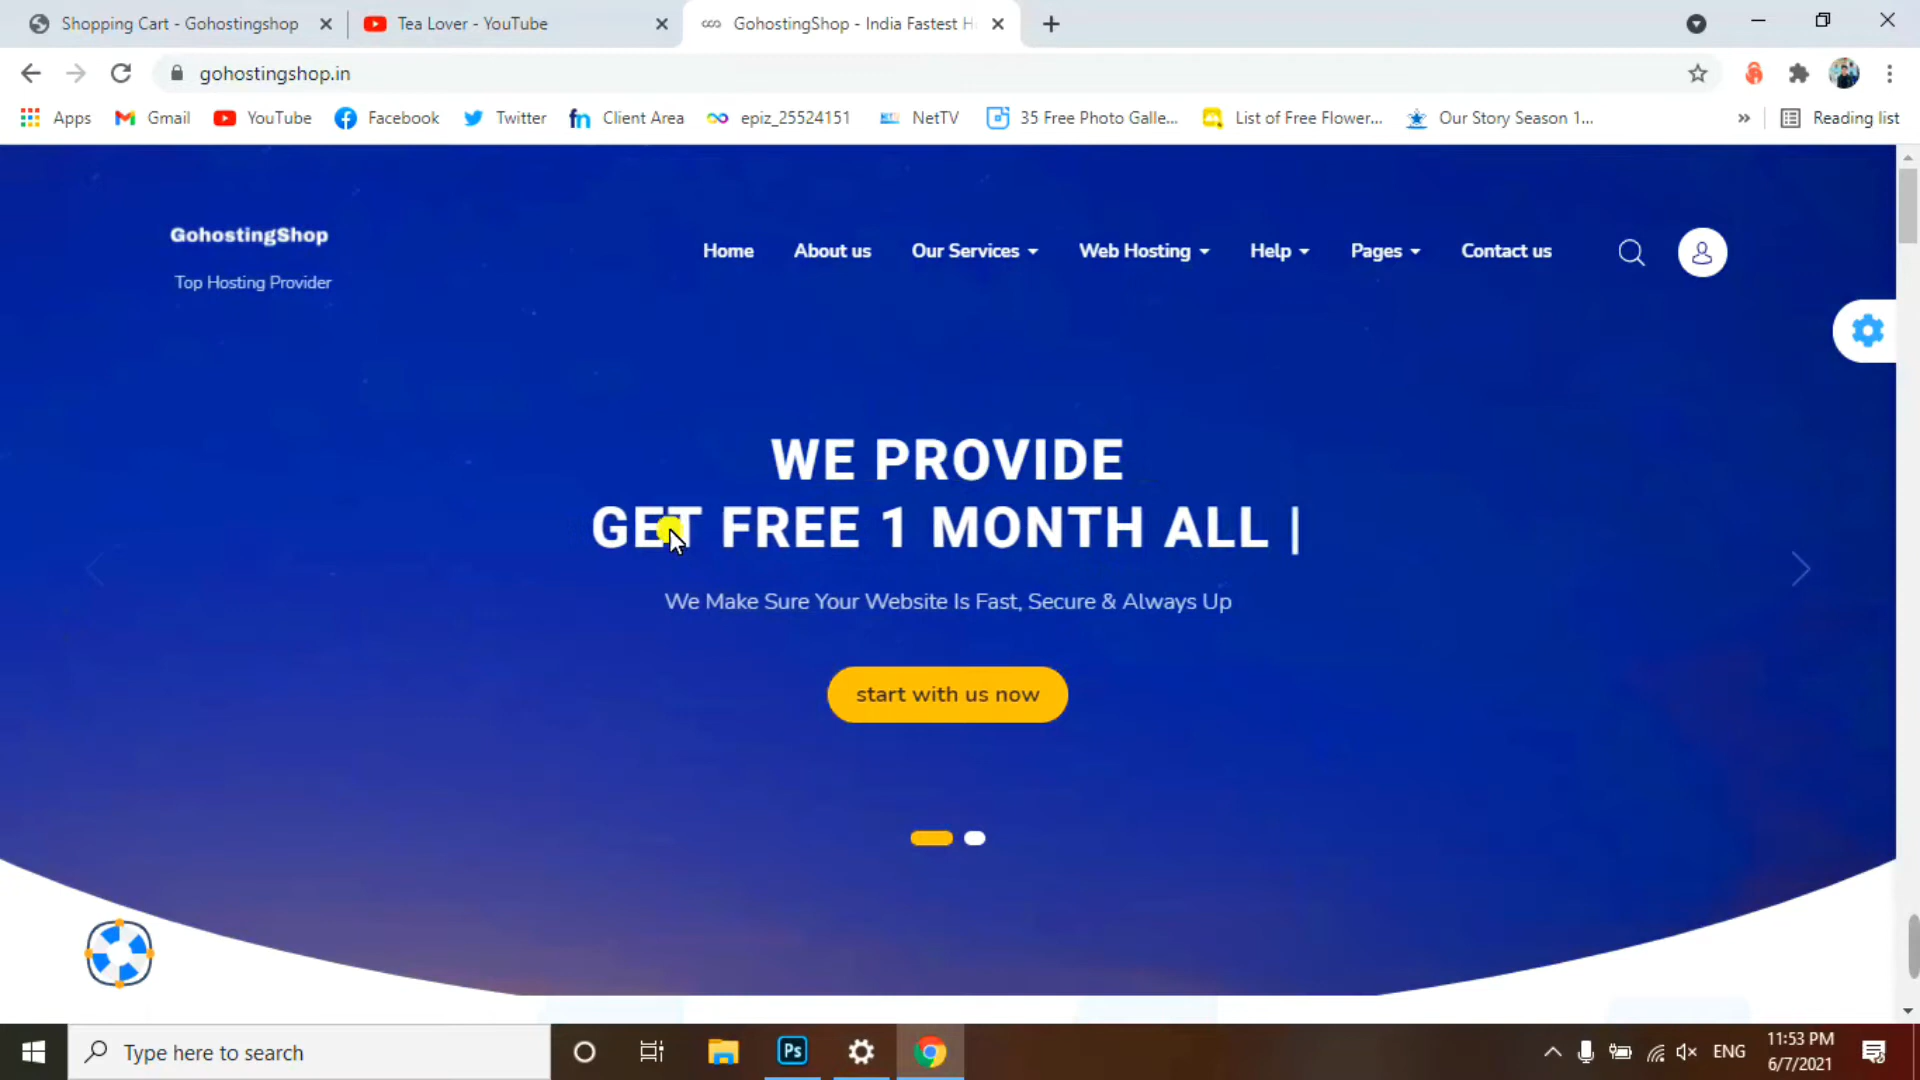 Shopping Cart - Gohostingshop
Tea Lover - YouTube
GohostingShop - India Fastest H
gohostingshop.in
Apps
Gmail
YouTube
Facebook
Twitter
Client Area
epiz_25524151
NetTV
35 Free Photo Galle...
List of Free Flower...
Our Story Season 1...
»
Reading list
GohostingShop
Top Hosting Provider
Home
About us
Our Services
Web Hosting
Help
Pages
Contact us
WE PROVIDE
GET FREE 1 MONTH ALL |
We Make Sure Your Website Is Fast, Secure & Always Up
start with us now
Type here to search
Ps
ENG
11:53 PM
6/7/2021